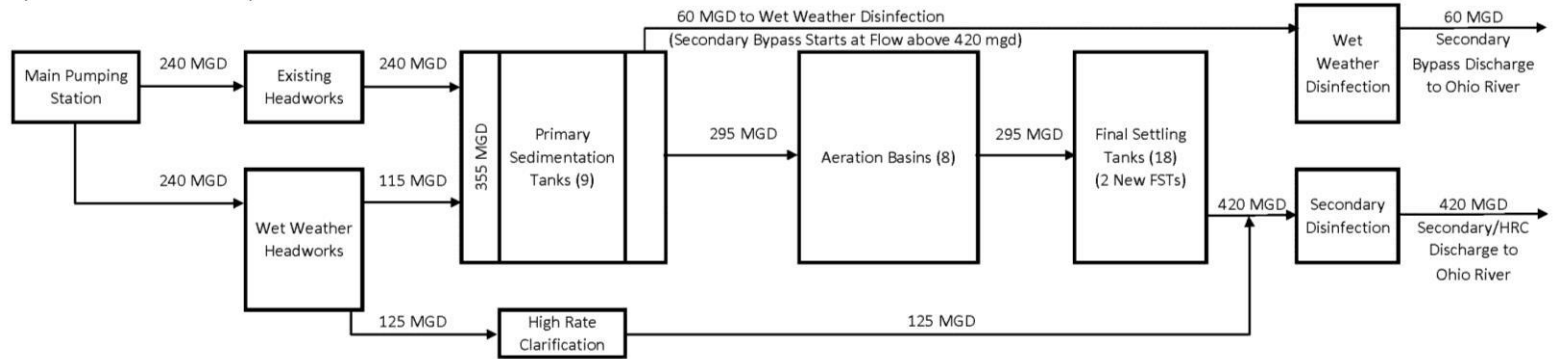 60 MGD to Wet Weather Disinfection
(Secondary Bypass Starts at Flow above 420 mgd)
Main Pumping
Station
240 MGD
Existing
Headworks
240 MGD
240 MGD
Wet Weather
Headworks
115 MGD
125 MGD
High Rate
Clarification
125 MGD
355 MGD
Primary
Sedimentation
Tanks (9)
295 MGD
Aeration Basins (8)
295 MGD
Final Settling
Tanks (18)
(2 New FSTs)
420 MGD
Wet
Weather
Disinfection
60 MGD
Secondary
Bypass Discharge
to Ohio River
Secondary
Disinfection
420 MGD
Secondary/HRC
Discharge to
Ohio River